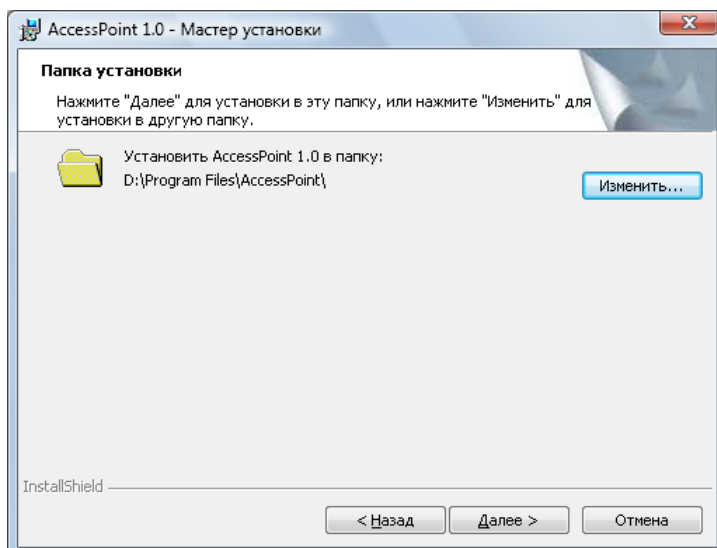 AccessPoint 1.0 - Мастер установки
Папка установки
Нажмите "Далее" для установки в эту папку, или нажмите "Изменить" для
установки в другую папку.
Установить AccessPoint 1.0 в папку:
D:\Program Files\AccessPoint\
Изменить...
InstallShield
< Назад
Далее >
Отмена